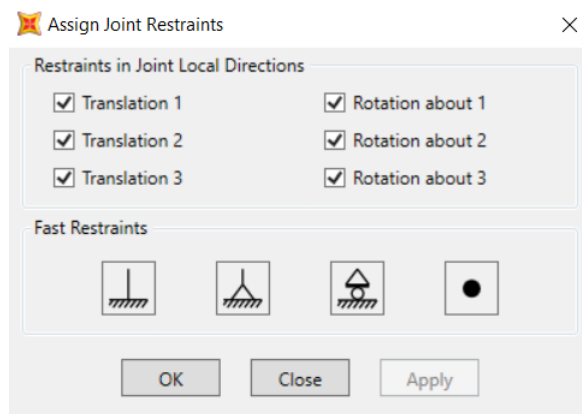 Assign Joint Restraints
Restraints in Joint Local Directions
Translation 1
Rotation about 1
Translation 2
Rotation about 2
Translation 3
Rotation about 3
Fast Restraints
OK
Close
Apply